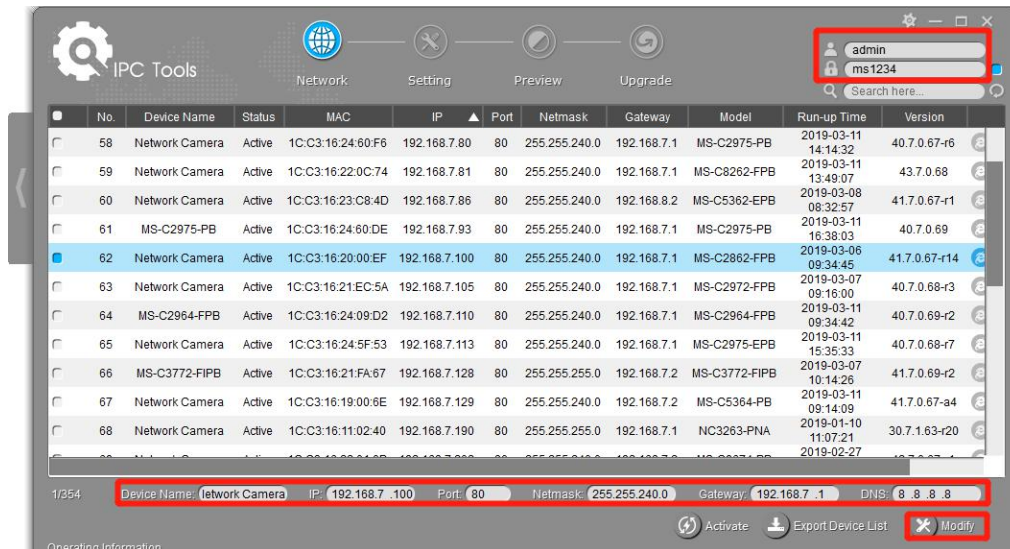 admin
IPC Tools
ms1234
Network Setting Preview Upgrade
Search here...
No. Device Name Status MAC IP Port Netmask Gateway Model Run-up Time Version
58 Network Camera Active 1C:C3:16:24:60:F6 192.168.7.80 80 255.255.240.0 192.168.7.1 MS-C2975-PB 2019-03-11 14:14:32 40.7.0.67-r6
59 Network Camera Active 1C:C3:16:22:0C:74 192.168.7.81 80 255.255.240.0 192.168.7.1 MS-C8262-FPB 2019-03-11 13:49:07 43.7.0.68
60 Network Camera Active 1C:C3:16:23:C8:4D 192.168.7.86 80 255.255.240.0 192.168.8.2 MS-C5362-EPB 2019-03-08 08:32:57 41.7.0.67-r1
61 MS-C2975-PB Active 1C:C3:16:24:60:DE 192.168.7.93 80 255.255.240.0 192.168.7.1 MS-C2975-PB 2019-03-11 16:38:03 40.7.0.69
62 Network Camera Active 1C:C3:16:20:00:EF 192.168.7.100 80 255.255.240.0 192.168.7.1 MS-C2862-FPB 2019-03-06 09:34:45 41.7.0.67-r14
63 Network Camera Active 1C:C3:16:21:EC:5A 192.168.7.105 80 255.255.240.0 192.168.7.1 MS-C2972-FPB 2019-03-07 09:16:00 40.7.0.68-r3
64 MS-C2964-FPB Active 1C:C3:16:24:09:D2 192.168.7.110 80 255.255.240.0 192.168.7.1 MS-C2964-FPB 2019-03-11 09:34:42 40.7.0.69-r2
65 Network Camera Active 1C:C3:16:24:5F:53 192.168.7.113 80 255.255.240.0 192.168.7.1 MS-C2975-EPB 2019-03-11 15:35:33 40.7.0.68-r7
66 MS-C3772-FIPB Active 1C:C3:16:21:FA:67 192.168.7.128 80 255.255.255.0 192.168.7.2 MS-C3772-FIPB 2019-03-07 10:14:26 41.7.0.69-r2
67 Network Camera Active 1C:C3:16:19:00:6E 192.168.7.129 80 255.255.240.0 192.168.7.2 MS-C5364-PB 2019-03-11 09:14:09 41.7.0.67-a4
68 Network Camera Active 1C:C3:16:11:02:40 192.168.7.190 80 255.255.255.0 192.168.7.1 NC3263-PNA 2019-01-10 11:07:21 30.7.1.63-r20
2019-02-27
1/354 Device Name: letwork Camera IP: 192.168.7 .100 Port: 80 Netmask: 255.255.240.0 Gateway: 192.168.7 .1 DNS: 8 .8 .8 .8
Activate Export Device List Modify
Operating Information